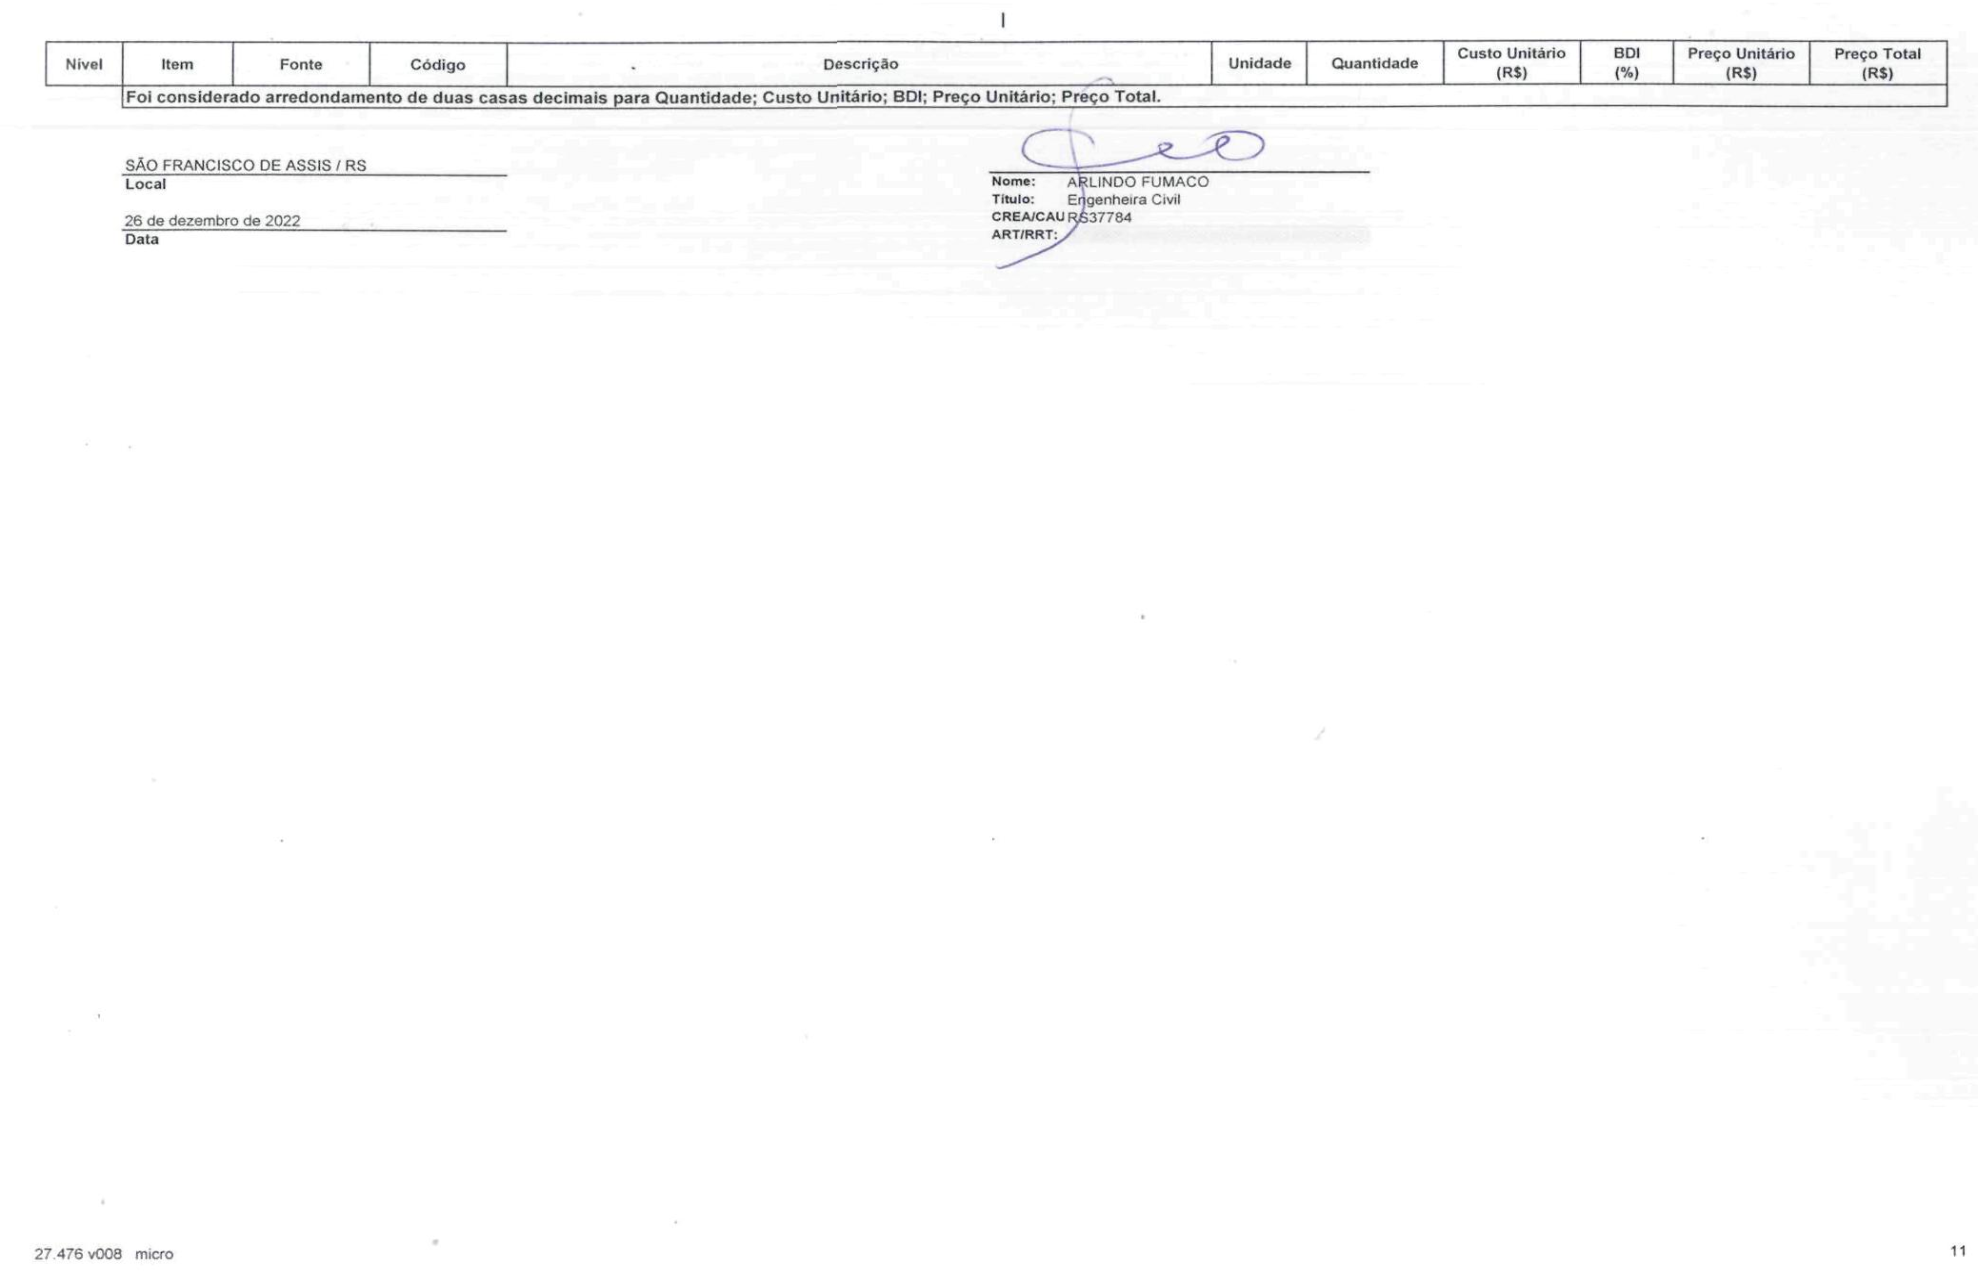 Nível Item Fonte Código Descrição Unidade Quantidade Custo Unitário (R$) BDI (%) Preço Unitário (R$) Preço Total (R$)
Foi considerado arredondamento de duas casas decimais para Quantidade; Custo Unitário; BDI; Preço Unitário; Preço Total.
SÃO FRANCISCO DE ASSIS / RS
Local
26 de dezembro de 2022
Data
Nome: ARLINDO FUMACO
Título: Engenheira Civil
CREA/CAU RS37784
ART/RRT:
27.476 v008 micro
11